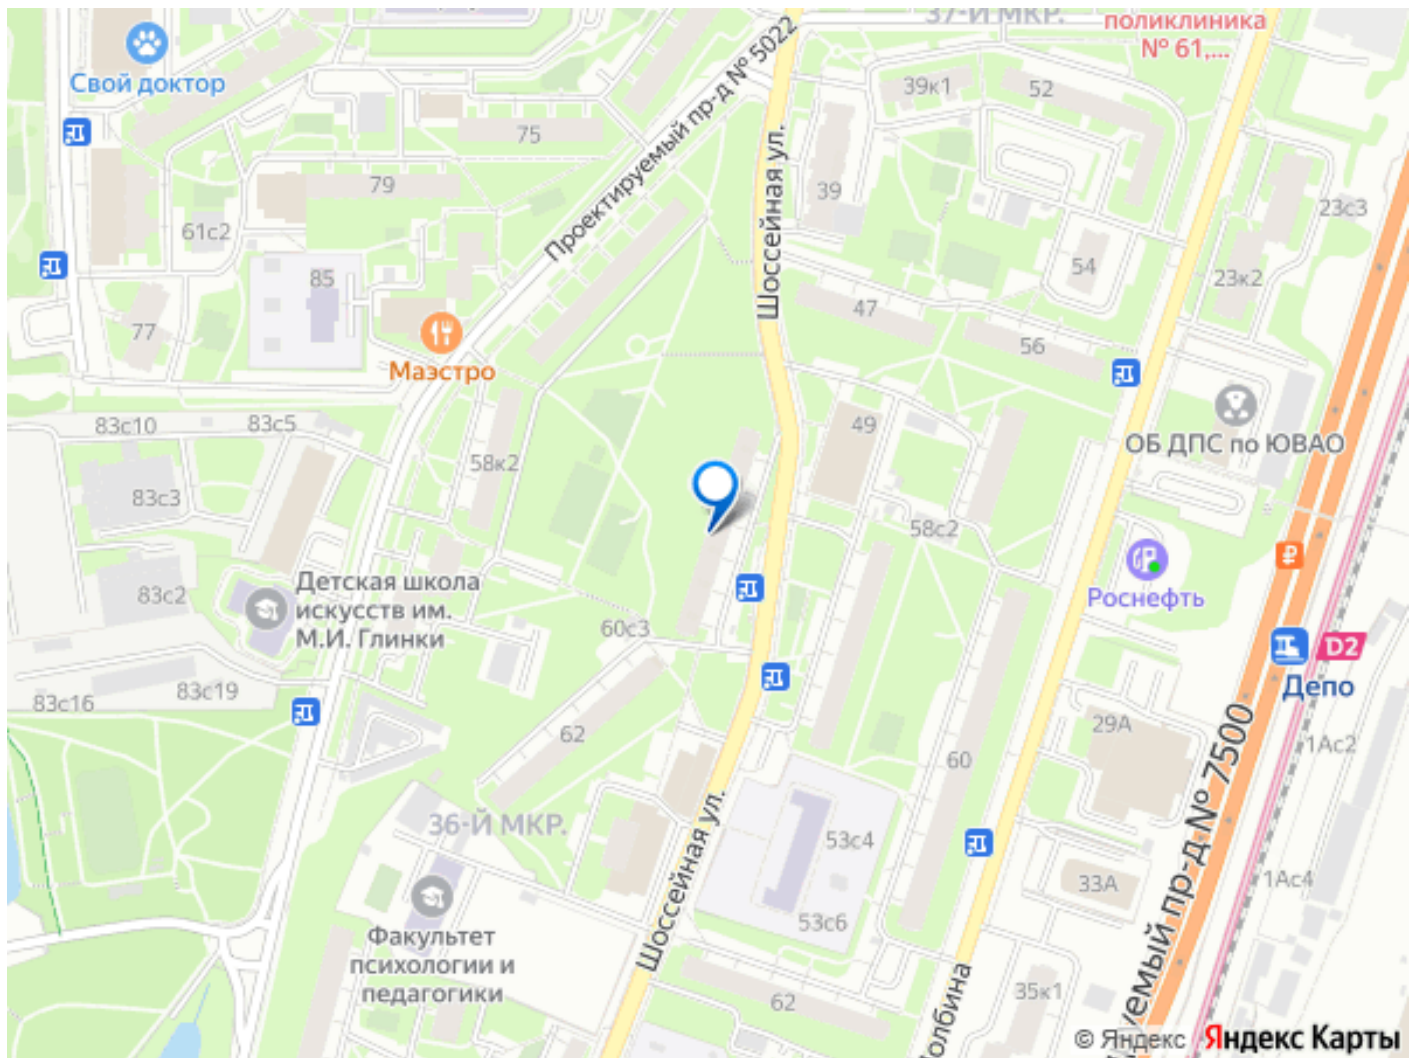 37-Й МКР.
поликлиника
№ 61,...
Свой доктор
Проектируемый пр-д № 5022
39к1
52
75
Шоссейная ул.
79
39
23с3
61с2
85
54
23к2
77
47
56
Маэстро
83с10
83с5
49
ОБ ДПС по ЮВАО
58к2
83с3
58с2
Детская школа
искусств им.
М.И. Глинки
83с2
Роснефть
60с3
D2
Депо
83с19
83с16
62
29А
1Ас2
60
36-Й МКР.
Шоссейная ул.
53с4
33А
1Ас4
53с6
Факультет
психологии и
педагогики
62
35к1
пр-д № 7500
© Яндекс Яндекс Карты